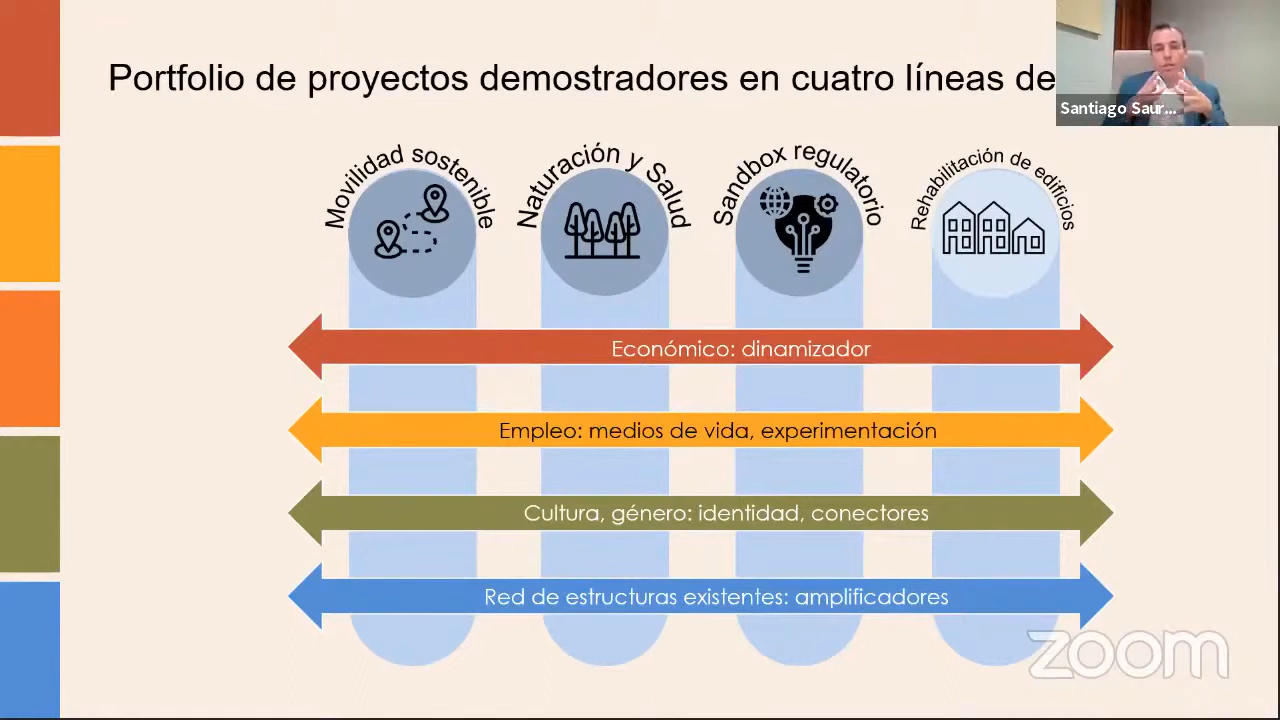 Portfolio de proyectos demostradores en cuatro líneas de
Santiago Saur...
Movilidad sostenible
Naturación y Salud
Sandbox regulatorio
Rehabilitación de edificios
Económico: dinamizador
Empleo: medios de vida, experimentación
Cultura, género: identidad, conectores
Red de estructuras existentes: amplificadores
zoom